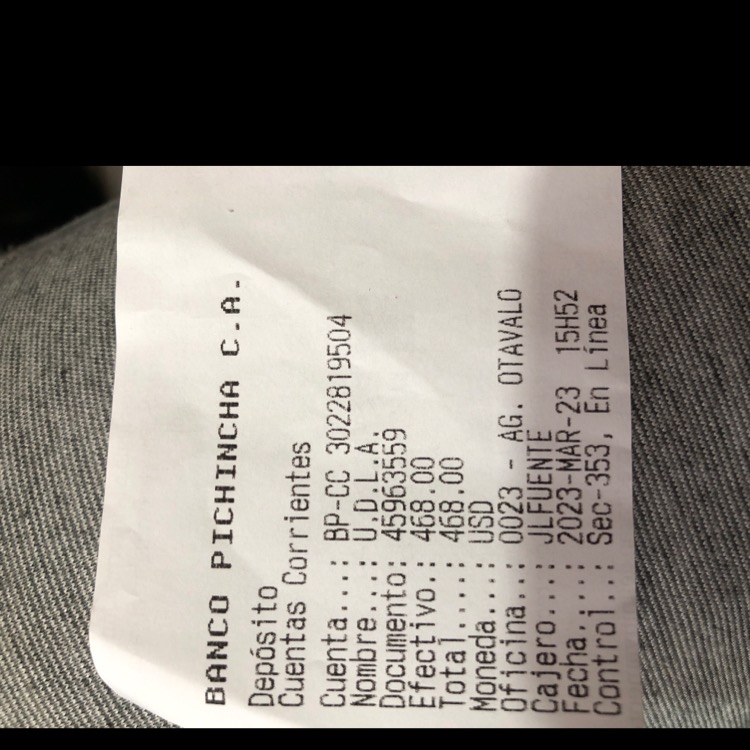 BANCO PICHINCHA C.A.
Depósito
Cuentas Corrientes
Cuenta...: BP-CC 3022819504
Nombre...: U.D.L.A.
Documento: 45963559
Efectivo.: 468.00
Total....: 468.00
Moneda...: USD
Oficina..: 0023 - AG. OTAVALO
Cajero...: JLFUENTE
Fecha....: 2023-MAR-23 15H52
Control..: Sec-353, En Línea